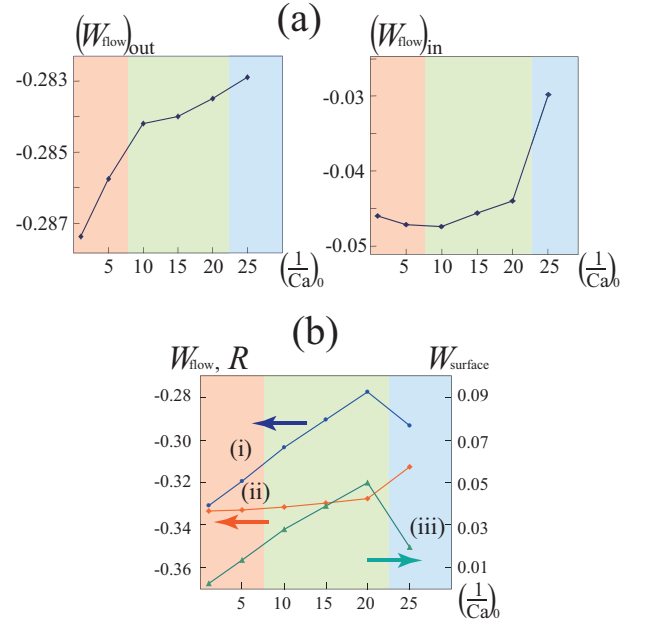 (a)
(W_flow)_out
(W_flow)_in
-0.283
-0.285
-0.287
5 10 15 20 25
(1/Ca)_0
-0.03
-0.04
-0.05
5 10 15 20 25
(1/Ca)_0
(b)
W_flow, R
W_surface
-0.28
-0.30
-0.32
-0.34
-0.36
0.09
0.07
0.05
0.03
0.01
(i)
(ii)
(iii)
5 10 15 20 25
(1/Ca)_0